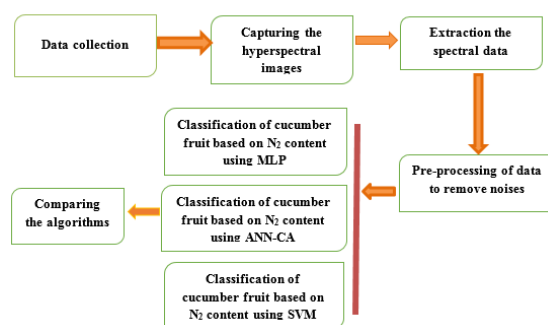 Data collection
Capturing the
hyperspectral
images
Extraction the
spectral data
Pre-processing of data
to remove noises
Classification of cucumber
fruit based on N₂ content
using MLP
Classification of cucumber
fruit based on N₂ content
using ANN-CA
Classification of
cucumber fruit based on
N₂ content using SVM
Comparing
the algorithms